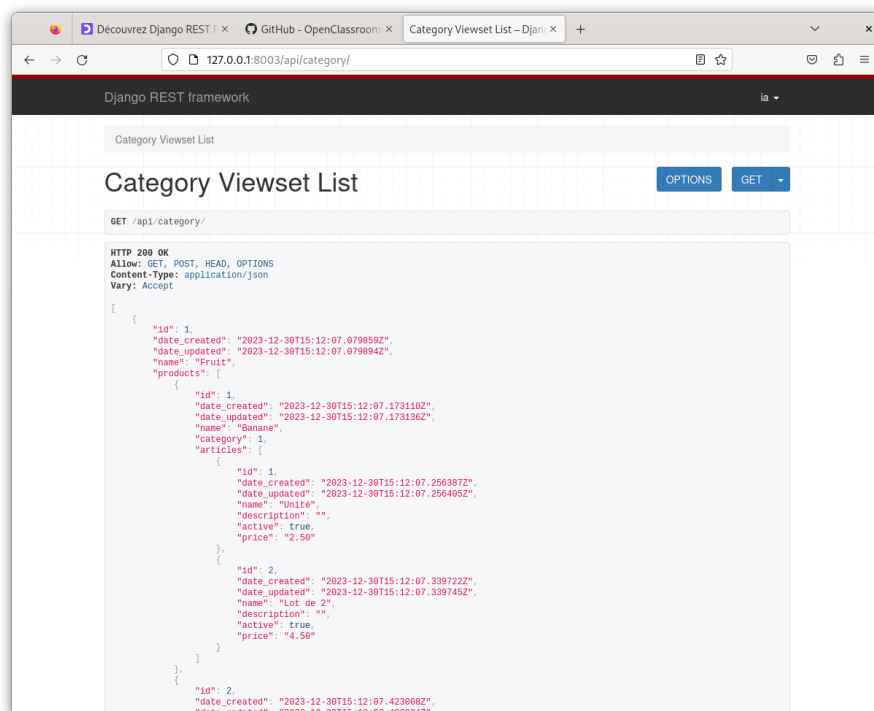 Découvrez Django REST F
GitHub - OpenClassroom
Category Viewset List – Djan
127.0.0.1:8003/api/category/
Django REST framework
ia
Category Viewset List
Category Viewset List
OPTIONS
GET
GET /api/category/
HTTP 200 OK
Allow: GET, POST, HEAD, OPTIONS
Content-Type: application/json
Vary: Accept
[
{
"id": 1,
"date_created": "2023-12-30T15:12:07.079859Z",
"date_updated": "2023-12-30T15:12:07.079894Z",
"name": "Fruit",
"products": [
{
"id": 1,
"date_created": "2023-12-30T15:12:07.173110Z",
"date_updated": "2023-12-30T15:12:07.173136Z",
"name": "Banane",
"category": 1,
"articles": [
{
"id": 1,
"date_created": "2023-12-30T15:12:07.256387Z",
"date_updated": "2023-12-30T15:12:07.256405Z",
"name": "Unité",
"description": "",
"active": true,
"price": "2.50"
},
{
"id": 2,
"date_created": "2023-12-30T15:12:07.339722Z",
"date_updated": "2023-12-30T15:12:07.339745Z",
"name": "Lot de 2",
"description": "",
"active": true,
"price": "4.50"
}
]
},
{
"id": 2,
"date_created": "2023-12-30T15:12:07.423008Z",